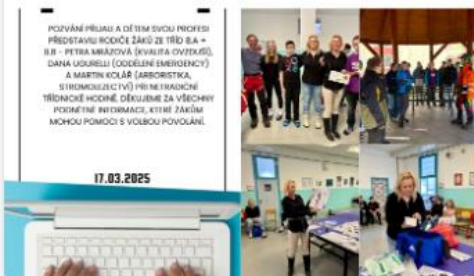 POZVÁNÍ PŘIJALI A DĚTEM SVOU PROFESI
PŘEDSTAVILI RODIČE ŽÁKŮ ZE TŘÍD 8.A +
8.B - PETRA MRÁZOVÁ (KVALITA OVZDUŠÍ),
DANA UGURELLI (ODDĚLENÍ EMERGENCY)
A MARTIN KOLÁŘ (ARBORISTIKA,
STROMOLEZECTVÍ) PŘI NETRADIČNÍ
TŘÍDNICKÉ HODINĚ. DĚKUJEME ZA VŠECHNY
PODNĚTNÉ INFORMACE, KTERÉ ŽÁKŮM
MOHOU POMOCI S VOLBOU POVOLÁNÍ.
17.03.2025